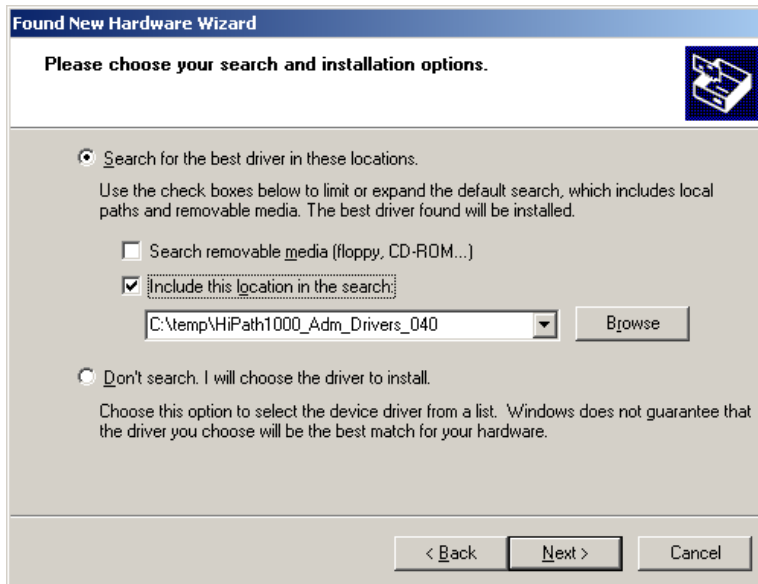 Found New Hardware Wizard
Please choose your search and installation options.
Search for the best driver in these locations.
Use the check boxes below to limit or expand the default search, which includes local
paths and removable media. The best driver found will be installed.
Search removable media (floppy, CD-ROM...)
Include this location in the search:
C:\temp\HiPath1000_Adm_Drivers_040
Browse
Don't search. I will choose the driver to install.
Choose this option to select the device driver from a list.  Windows does not guarantee that
the driver you choose will be the best match for your hardware.
< Back
Next >
Cancel